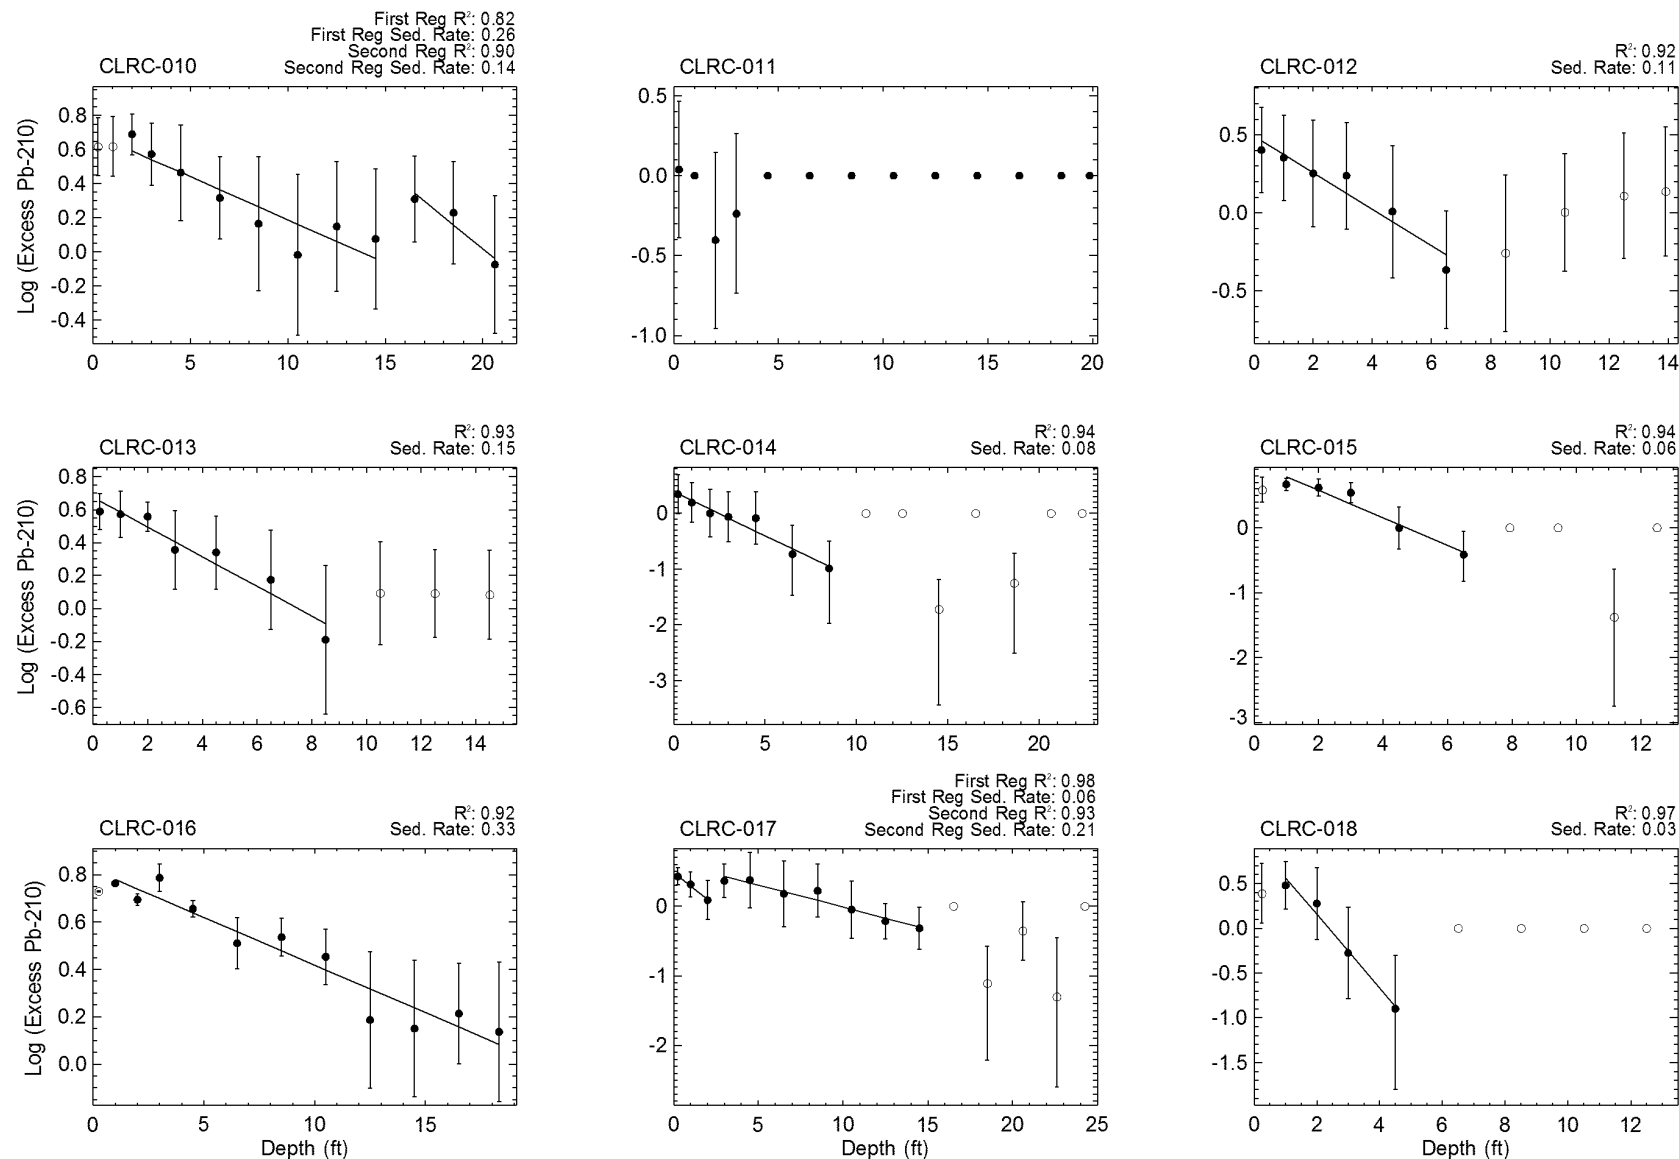 First Reg R²: 0.82
First Reg Sed. Rate: 0.26
Second Reg R²: 0.90
Second Reg Sed. Rate: 0.14
CLRC-010
Log (Excess Pb-210)
0.8
0.6
0.4
0.2
0.0
-0.2
-0.4
0 5 10 15 20
CLRC-011
0.5
0.0
-0.5
-1.0
0 5 10 15 20
R²: 0.92
Sed. Rate: 0.11
CLRC-012
0.5
0.0
-0.5
0 2 4 6 8 10 12 14
R²: 0.93
Sed. Rate: 0.15
CLRC-013
Log (Excess Pb-210)
0.8
0.6
0.4
0.2
0.0
-0.2
-0.4
-0.6
0 2 4 6 8 10 12 14
R²: 0.94
Sed. Rate: 0.08
CLRC-014
0
-1
-2
-3
0 5 10 15 20
R²: 0.94
Sed. Rate: 0.06
CLRC-015
0
-1
-2
-3
0 2 4 6 8 10 12
R²: 0.92
Sed. Rate: 0.33
CLRC-016
Log (Excess Pb-210)
0.8
0.6
0.4
0.2
0.0
0 5 10 15
Depth (ft)
First Reg R²: 0.98
First Reg Sed. Rate: 0.06
Second Reg R²: 0.93
Second Reg Sed. Rate: 0.21
CLRC-017
0
-1
-2
0 5 10 15 20 25
Depth (ft)
R²: 0.97
Sed. Rate: 0.03
CLRC-018
0.5
0.0
-0.5
-1.0
-1.5
0 2 4 6 8 10 12
Depth (ft)